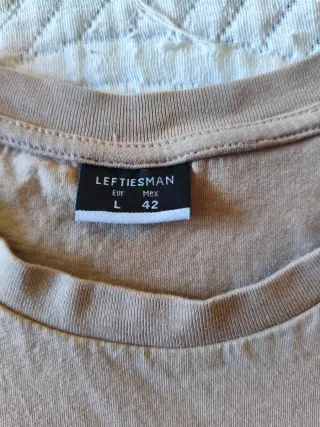 LEFTIESMAN
Eur Mex
L 42